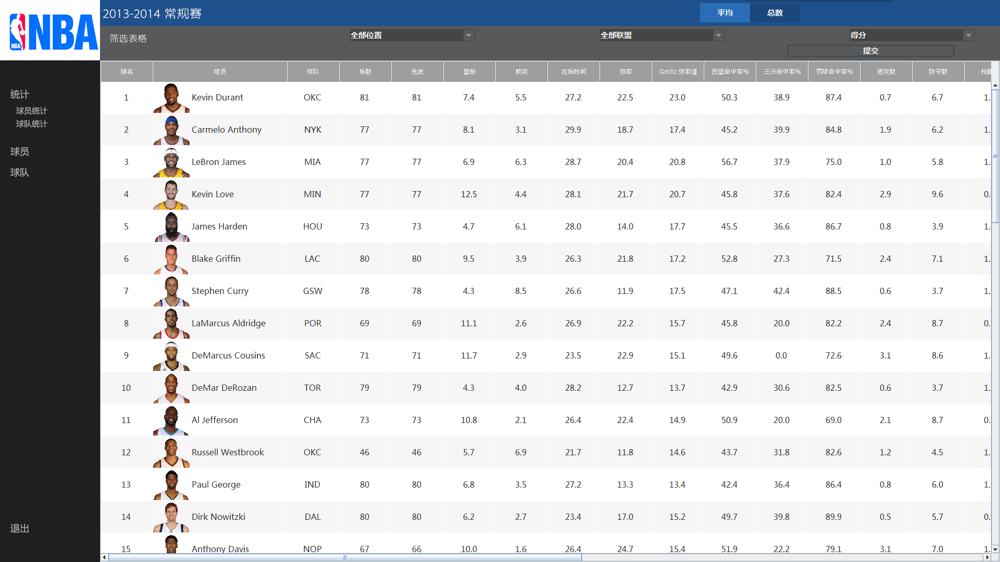 NBA
NBA
2013-2014 常规赛
平均 总数
筛选表格 全部位置 全部联盟 得分
提交
统计
球员统计
球队统计
球员
球队
退出
排名 球员 球队 场数 先发 篮板 助攻 在场时间 效率 GmSc 效率值 投篮命中率% 三分命中率% 罚球命中率% 进攻数 防守数 抢
1 Kevin Durant OKC 81 81 7.4 5.5 27.2 22.5 23.0 50.3 38.9 87.4 0.7 6.7 1.
2 Carmelo Anthony NYK 77 77 8.1 3.1 29.9 18.7 17.4 45.2 39.9 84.8 1.9 6.2 1.
3 LeBron James MIA 77 77 6.9 6.3 28.7 20.4 20.8 56.7 37.9 75.0 1.0 5.8 1.
4 Kevin Love MIN 77 77 12.5 4.4 28.1 21.7 20.7 45.8 37.6 82.4 2.9 9.6 0.
5 James Harden HOU 73 73 4.7 6.1 28.0 14.0 17.7 45.5 36.6 86.7 0.8 3.9 1.
6 Blake Griffin LAC 80 80 9.5 3.9 26.3 21.8 17.2 52.8 27.3 71.5 2.4 7.1 1.
7 Stephen Curry GSW 78 78 4.3 8.5 26.6 11.9 17.5 47.1 42.4 88.5 0.6 3.7 1.
8 LaMarcus Aldridge POR 69 69 11.1 2.6 26.9 22.2 15.7 45.8 20.0 82.2 2.4 8.7 0.
9 DeMarcus Cousins SAC 71 71 11.7 2.9 23.5 22.9 15.1 49.6 0.0 72.6 3.1 8.6 1.
10 DeMar DeRozan TOR 79 79 4.3 4.0 28.2 12.7 13.7 42.9 30.6 82.5 0.6 3.7 1.
11 Al Jefferson CHA 73 73 10.8 2.1 26.4 22.4 14.9 50.9 20.0 69.0 2.1 8.7 0.
12 Russell Westbrook OKC 46 46 5.7 6.9 21.7 11.8 14.6 43.7 31.8 82.6 1.2 4.5 1.
13 Paul George IND 80 80 6.8 3.5 27.2 13.3 13.4 42.4 36.4 86.4 0.8 6.0 1.
14 Dirk Nowitzki DAL 80 80 6.2 2.7 23.4 17.0 15.2 49.7 39.8 89.9 0.5 5.7 0.
15 Anthony Davis NOP 67 66 10.0 1.6 26.4 24.7 15.4 51.9 22.2 79.1 3.1 7.0 1.